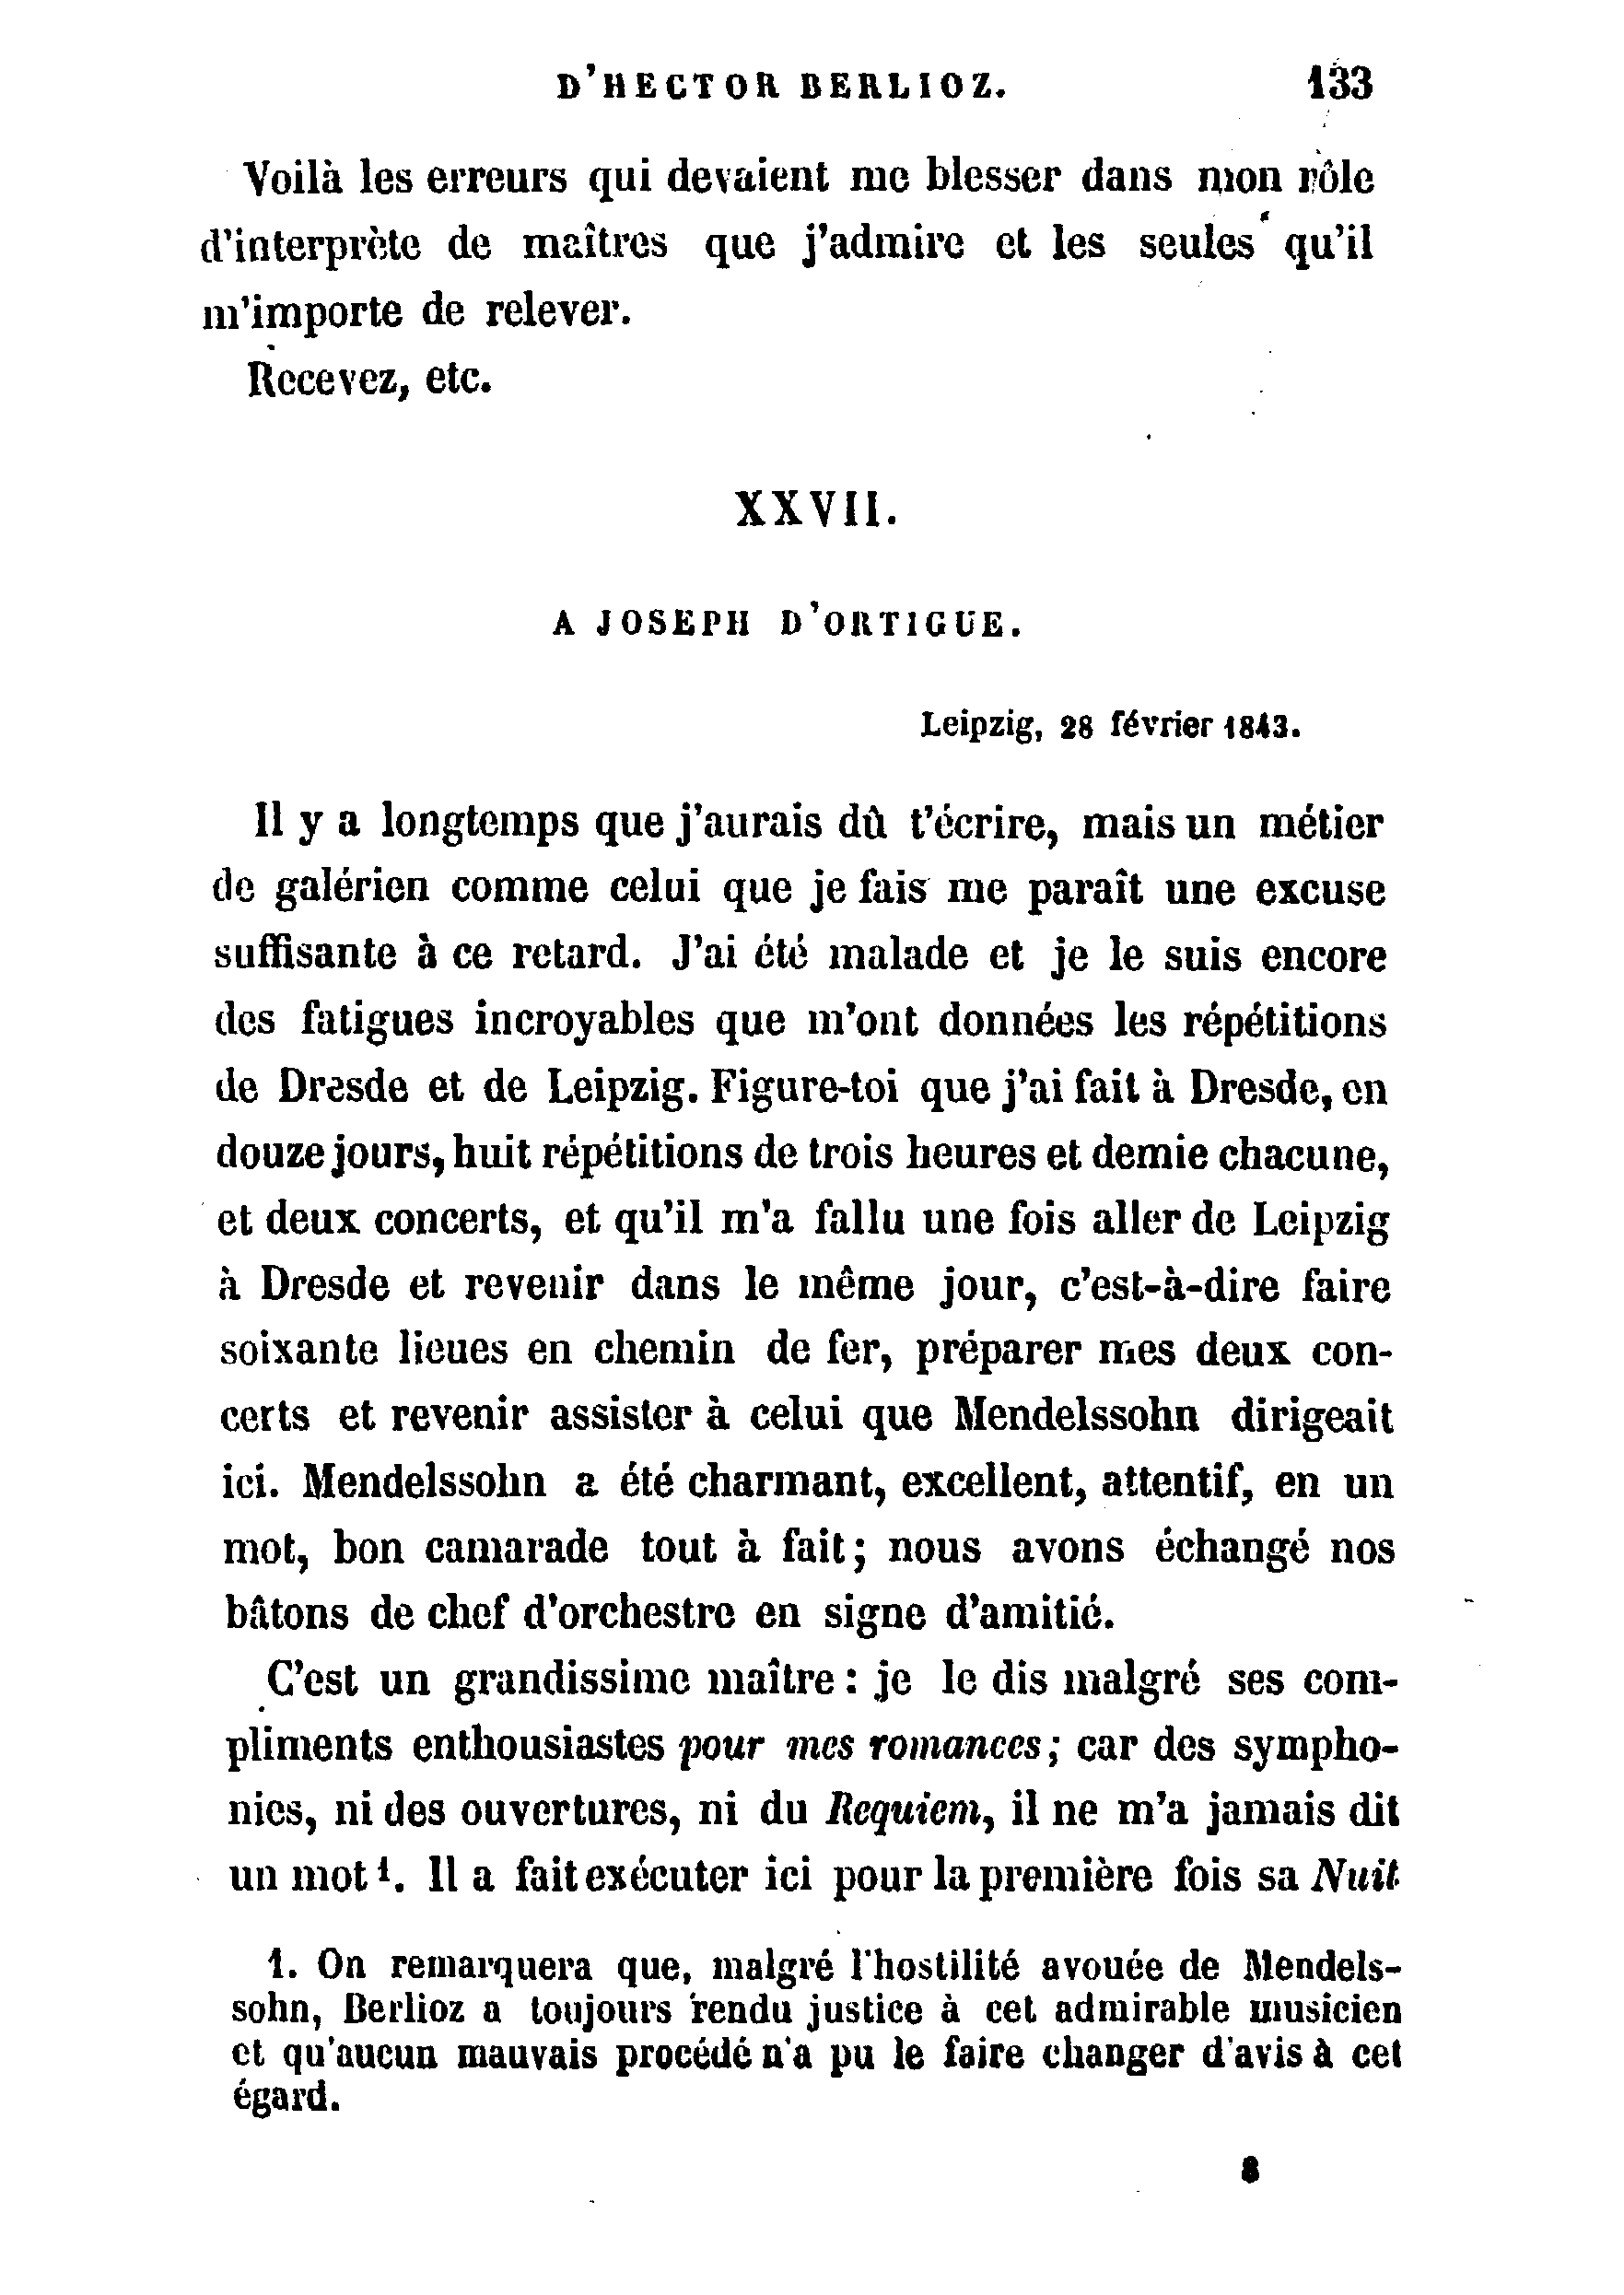 D'HECTOR BERLIOZ. 133
Voilà les erreurs qui devaient me blesser dans mon rôle
d'interprète de maîtres que j'admire et les seules qu'il
m'importe de relever.
Recevez, etc.
XXVII.
A JOSEPH D'ORTIGUE.
Leipzig, 28 février 1843.
Il y a longtemps que j'aurais dû t'écrire, mais un métier
de galérien comme celui que je fais me paraît une excuse
suffisante à ce retard. J'ai été malade et je le suis encore
des fatigues incroyables que m'ont données les répétitions
de Dresde et de Leipzig. Figure-toi que j'ai fait à Dresde, en
douze jours, huit répétitions de trois heures et demie chacune,
et deux concerts, et qu'il m'a fallu une fois aller de Leipzig
à Dresde et revenir dans le même jour, c'est-à-dire faire
soixante lieues en chemin de fer, préparer mes deux con-
certs et revenir assister à celui que Mendelssohn dirigeait
ici. Mendelssohn a été charmant, excellent, attentif, en un
mot, bon camarade tout à fait; nous avons échangé nos
bâtons de chef d'orchestre en signe d'amitié.
C'est un grandissime maître : je le dis malgré ses com-
pliments enthousiastes pour mes romances; car des sympho-
nies, ni des ouvertures, ni du Requiem, il ne m'a jamais dit
un mot 1. Il a fait exécuter ici pour la première fois sa Nuit
1. On remarquera que, malgré l'hostilité avouée de Mendels-
sohn, Berlioz a toujours rendu justice à cet admirable musicien
et qu'aucun mauvais procédé n'a pu le faire changer d'avis à cet
égard.
8